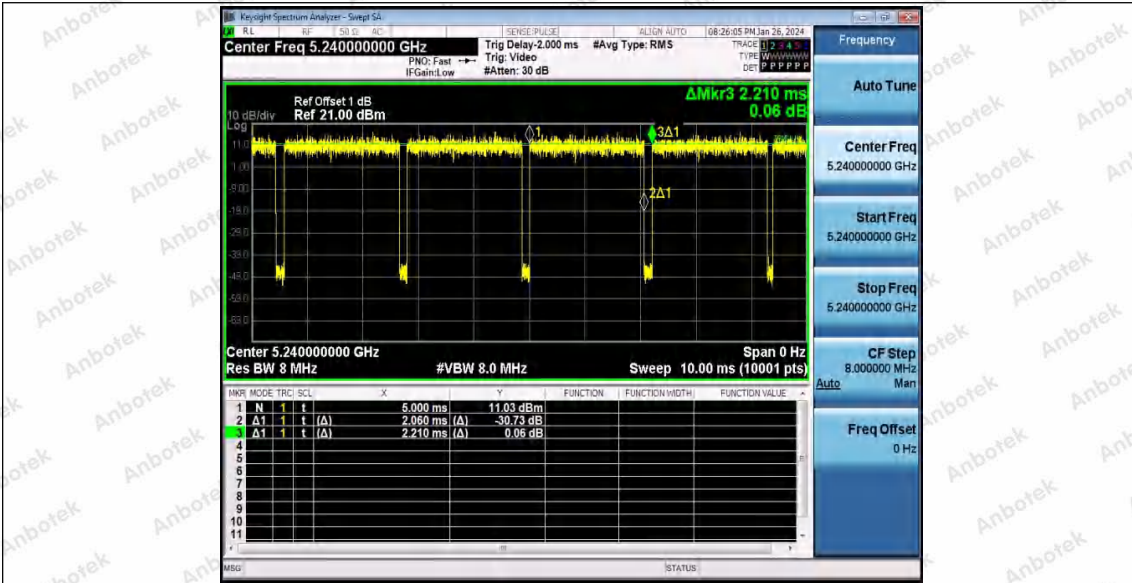 Keysight Spectrum Analyzer - Swept SA
RL RF 50 Ω AC SENSE:PULSE ALIGN AUTO 08:26:05 PM Jan 26, 2024
Center Freq 5.240000000 GHz
PNO: Fast
IFGain:Low
Trig Delay-2.000 ms
Trig: Video
#Atten: 30 dB
#Avg Type: RMS
TRACE 1 2 3 4 5
TYPE W
DET P P P P P P
Frequency
Auto Tune
Center Freq
5.240000000 GHz
Start Freq
5.240000000 GHz
Stop Freq
5.240000000 GHz
CF Step
8.000000 MHz
Auto Man
Freq Offset
0 Hz
ΔMkr3 2.210 ms
0.06 dB
Ref Offset 1 dB
10 dB/div Ref 21.00 dBm
Log
11.0
1.00
-9.00
-19.0
-29.0
-39.0
-49.0
-59.0
-69.0
1
3Δ1
2Δ1
Center 5.240000000 GHz Span 0 Hz
Res BW 8 MHz #VBW 8.0 MHz Sweep 10.00 ms (10001 pts)
MKR MODE TRC SCL X Y FUNCTION FUNCTION WIDTH FUNCTION VALUE
1 N 1 t 5.000 ms 11.03 dBm
2 Δ1 1 t (Δ) 2.060 ms (Δ) -30.73 dB
3 Δ1 1 t (Δ) 2.210 ms (Δ) 0.06 dB
4
5
6
7
8
9
10
11
MSG STATUS
Anbotek